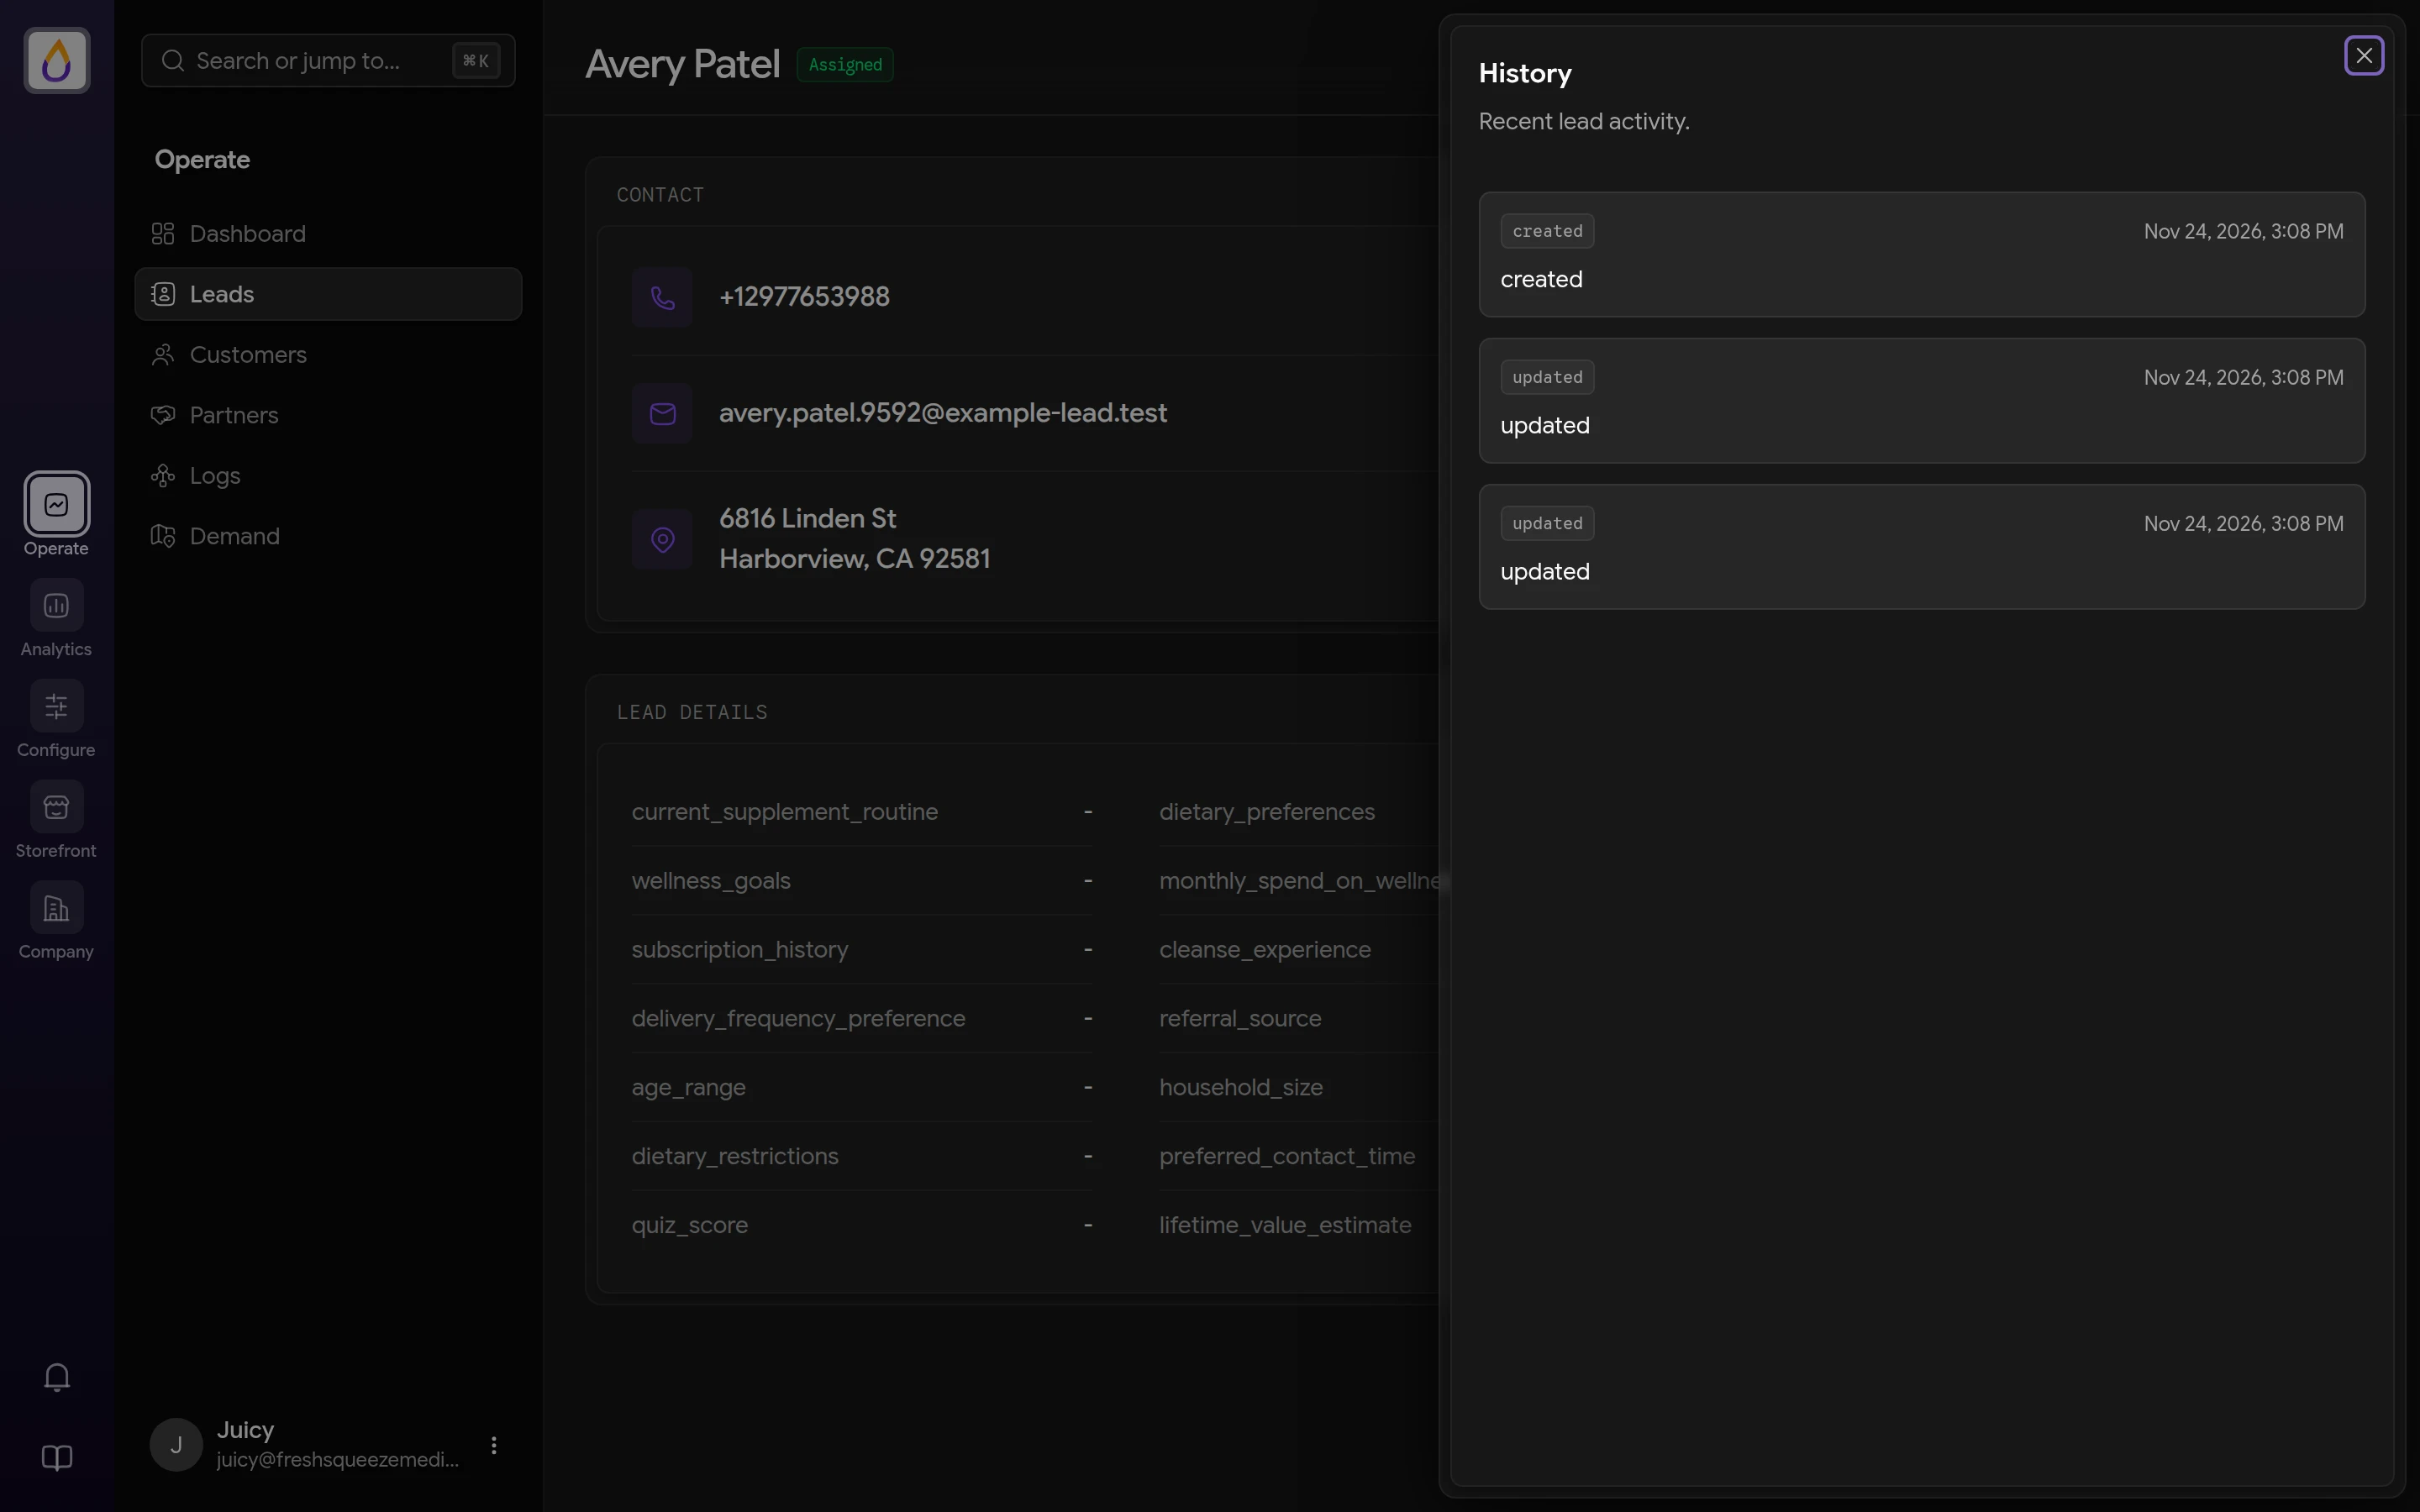 Operate
Analytics
Configure
Storefront
Company
Search or jump to...
⌘K
Operate
Dashboard
Leads
Customers
Partners
Logs
Demand
J
Juicy
juicy@freshsqueezemedi...
Avery Patel
Assigned
CONTACT
+12977653988
avery.patel.9592@example-lead.test
6816 Linden St
Harborview, CA 92581
LEAD DETAILS
current_supplement_routine -
dietary_preferences
wellness_goals -
monthly_spend_on_wellne
subscription_history -
cleanse_experience
delivery_frequency_preference -
referral_source
age_range -
household_size
dietary_restrictions -
preferred_contact_time
quiz_score -
lifetime_value_estimate
History
Recent lead activity.
created
Nov 24, 2026, 3:08 PM
created
updated
Nov 24, 2026, 3:08 PM
updated
updated
Nov 24, 2026, 3:08 PM
updated